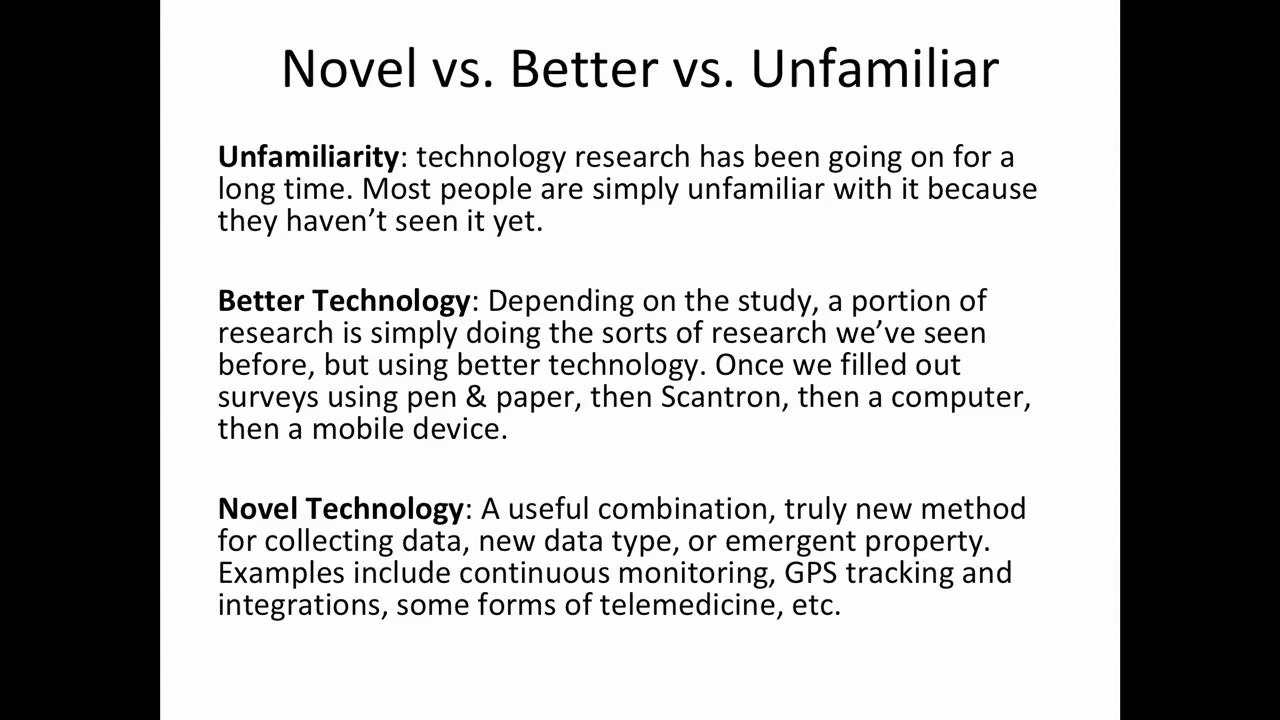 Novel vs. Better vs. Unfamiliar
Unfamiliarity: technology research has been going on for a
long time. Most people are simply unfamiliar with it because
they haven’t seen it yet.
Better Technology: Depending on the study, a portion of
research is simply doing the sorts of research we’ve seen
before, but using better technology. Once we filled out
surveys using pen & paper, then Scantron, then a computer,
then a mobile device.
Novel Technology: A useful combination, truly new method
for collecting data, new data type, or emergent property.
Examples include continuous monitoring, GPS tracking and
integrations, some forms of telemedicine, etc.